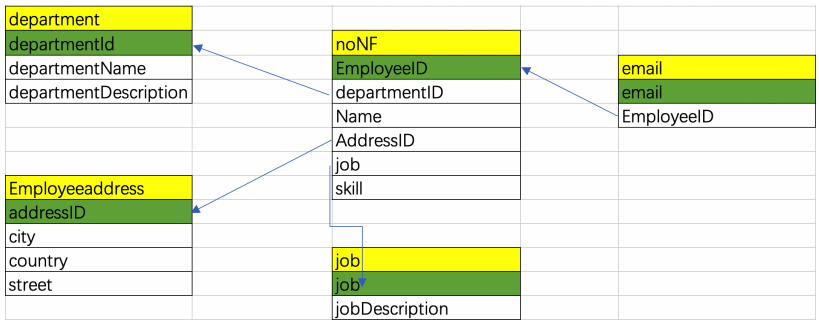 department
departmentId
departmentName
departmentDescription
noNF
EmployeeID
departmentID
Name
AddressID
job
skill
email
email
EmployeeID
Employeeaddress
addressID
city
country
street
job
job
jobDescription